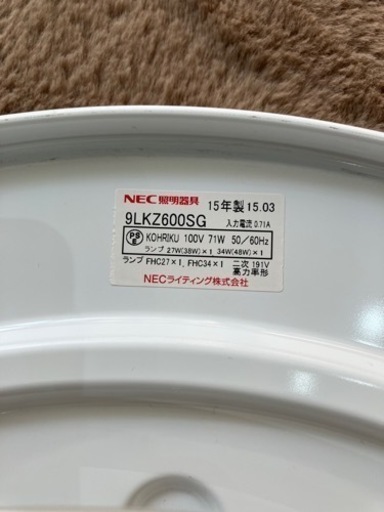 NEC 照明器具 15年製 15.03
9LKZ600SG 入力電流 0.71A
PS E KOHRIKU 100V 71W 50/60Hz
ランプ 27W(38W)×1 34W(48W)×1
ランプ FHC27×1, FHC34×1 二次 191V
高力率形
NECライティング株式会社